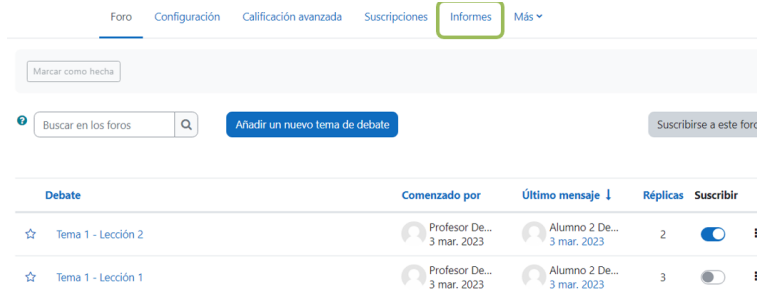 Foro Configuración Calificación avanzada Suscripciones Informes Más
Marcar como hecha
Buscar en los foros Añadir un nuevo tema de debate Suscribirse a este foro
Debate Comenzado por Último mensaje ↓ Réplicas Suscribir
Tema 1 - Lección 2 Profesor De... Alumno 2 De... 2
3 mar. 2023 3 mar. 2023
Tema 1 - Lección 1 Profesor De... Alumno 2 De... 3
3 mar. 2023 3 mar. 2023